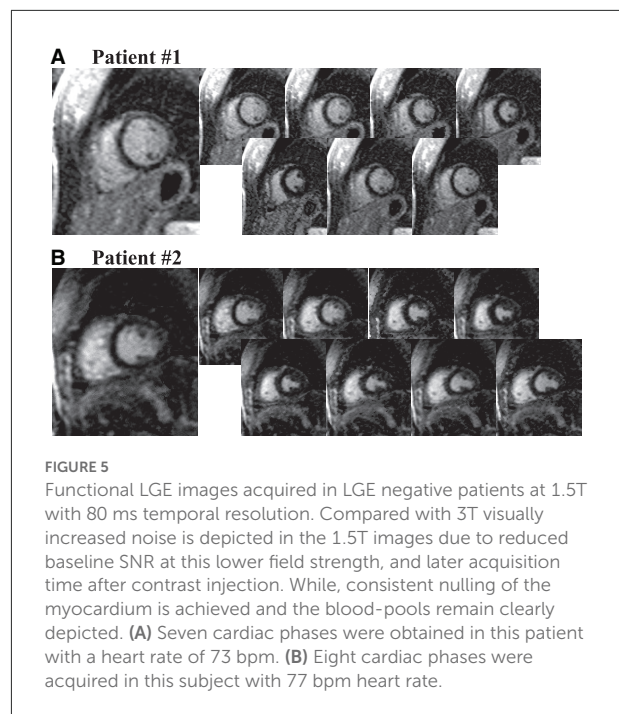 A Patient #1
B Patient #2
FIGURE 5
Functional LGE images acquired in LGE negative patients at 1.5T
with 80 ms temporal resolution. Compared with 3T visually
increased noise is depicted in the 1.5T images due to reduced
baseline SNR at this lower field strength, and later acquisition
time after contrast injection. While, consistent nulling of the
myocardium is achieved and the blood-pools remain clearly
depicted. (A) Seven cardiac phases were obtained in this patient
with a heart rate of 73 bpm. (B) Eight cardiac phases were
acquired in this subject with 77 bpm heart rate.